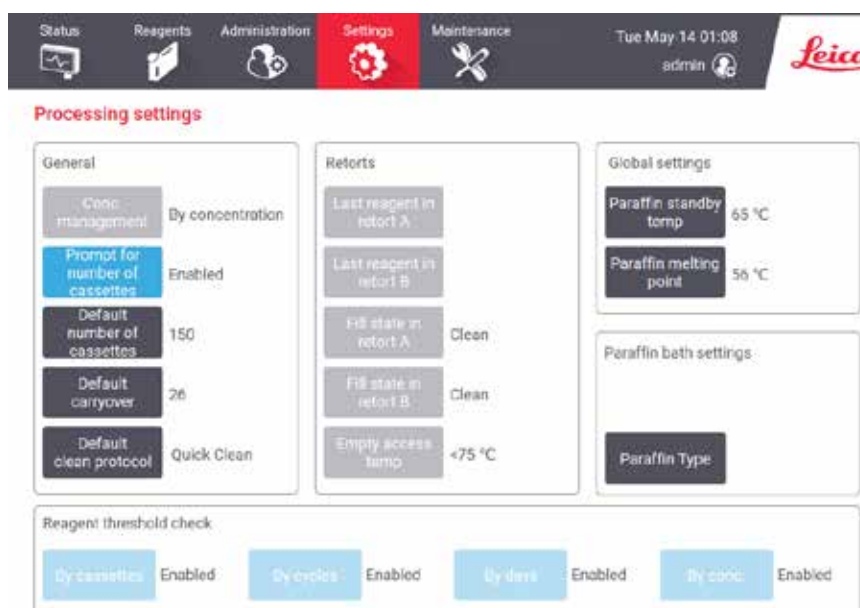 Status
Reagents
Administration
Settings
Maintenance
Tue May 14 01:08
admin
Leica
Processing settings
General
Conc.
management
By concentration
Prompt for
number of
cassettes
Enabled
Default
number of
cassettes
150
Default
carryover
26
Default
clean protocol
Quick Clean
Retorts
Last reagent in
retort A
Last reagent in
retort B
Fill state in
retort A
Clean
Fill state in
retort B
Clean
Empty access
temp
<75 °C
Global settings
Paraffin standby
temp
65 °C
Paraffin melting
point
56 °C
Paraffin bath settings
Paraffin Type
Reagent threshold check
By cassettes
Enabled
By cycles
Enabled
By days
Enabled
By conc.
Enabled